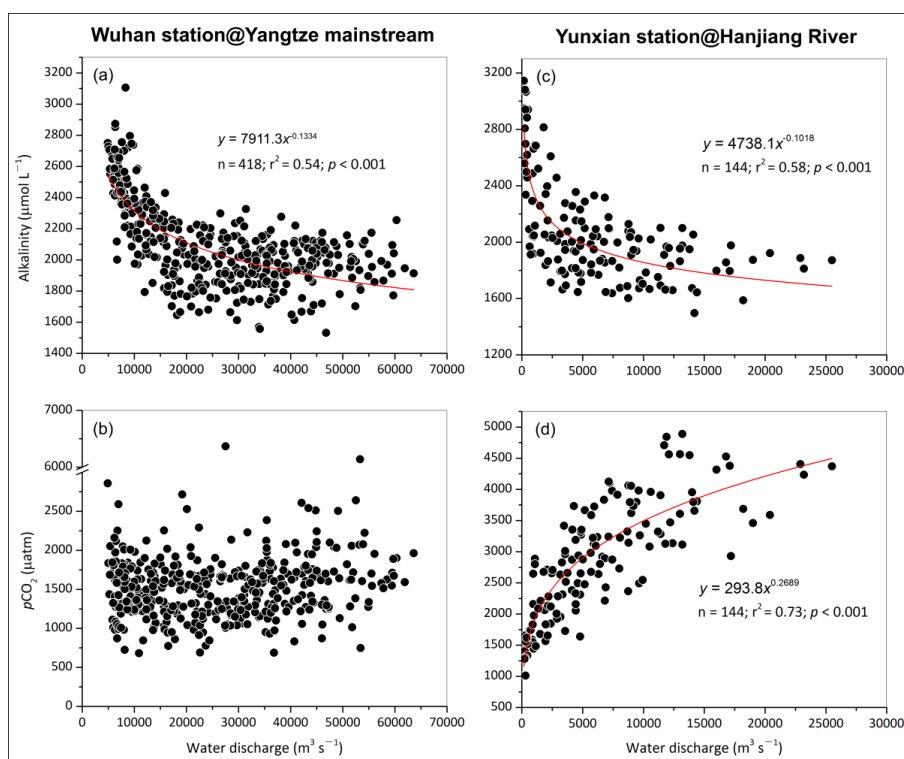 Wuhan station@Yangtze mainstream
Yunxian station@Hanjiang River
(a)
Alkalinity (μmol L⁻¹)
3200
3000
2800
2600
2400
2200
2000
1800
1600
1400
y = 7911.3x^-0.1334
n = 418; r² = 0.54; p < 0.001
0 10000 20000 30000 40000 50000 60000 70000
(c)
3200
2800
2400
2000
1600
1200
y = 4738.1x^-0.1018
n = 144; r² = 0.58; p < 0.001
0 5000 10000 15000 20000 25000 30000
(b)
pCO₂ (μatm)
7000
6000
2500
2000
1500
1000
500
0
0 10000 20000 30000 40000 50000 60000 70000
Water discharge (m³ s⁻¹)
(d)
5000
4500
4000
3500
3000
2500
2000
1500
1000
500
y = 293.8x^0.2689
n = 144; r² = 0.73; p < 0.001
0 5000 10000 15000 20000 25000 30000
Water discharge (m³ s⁻¹)